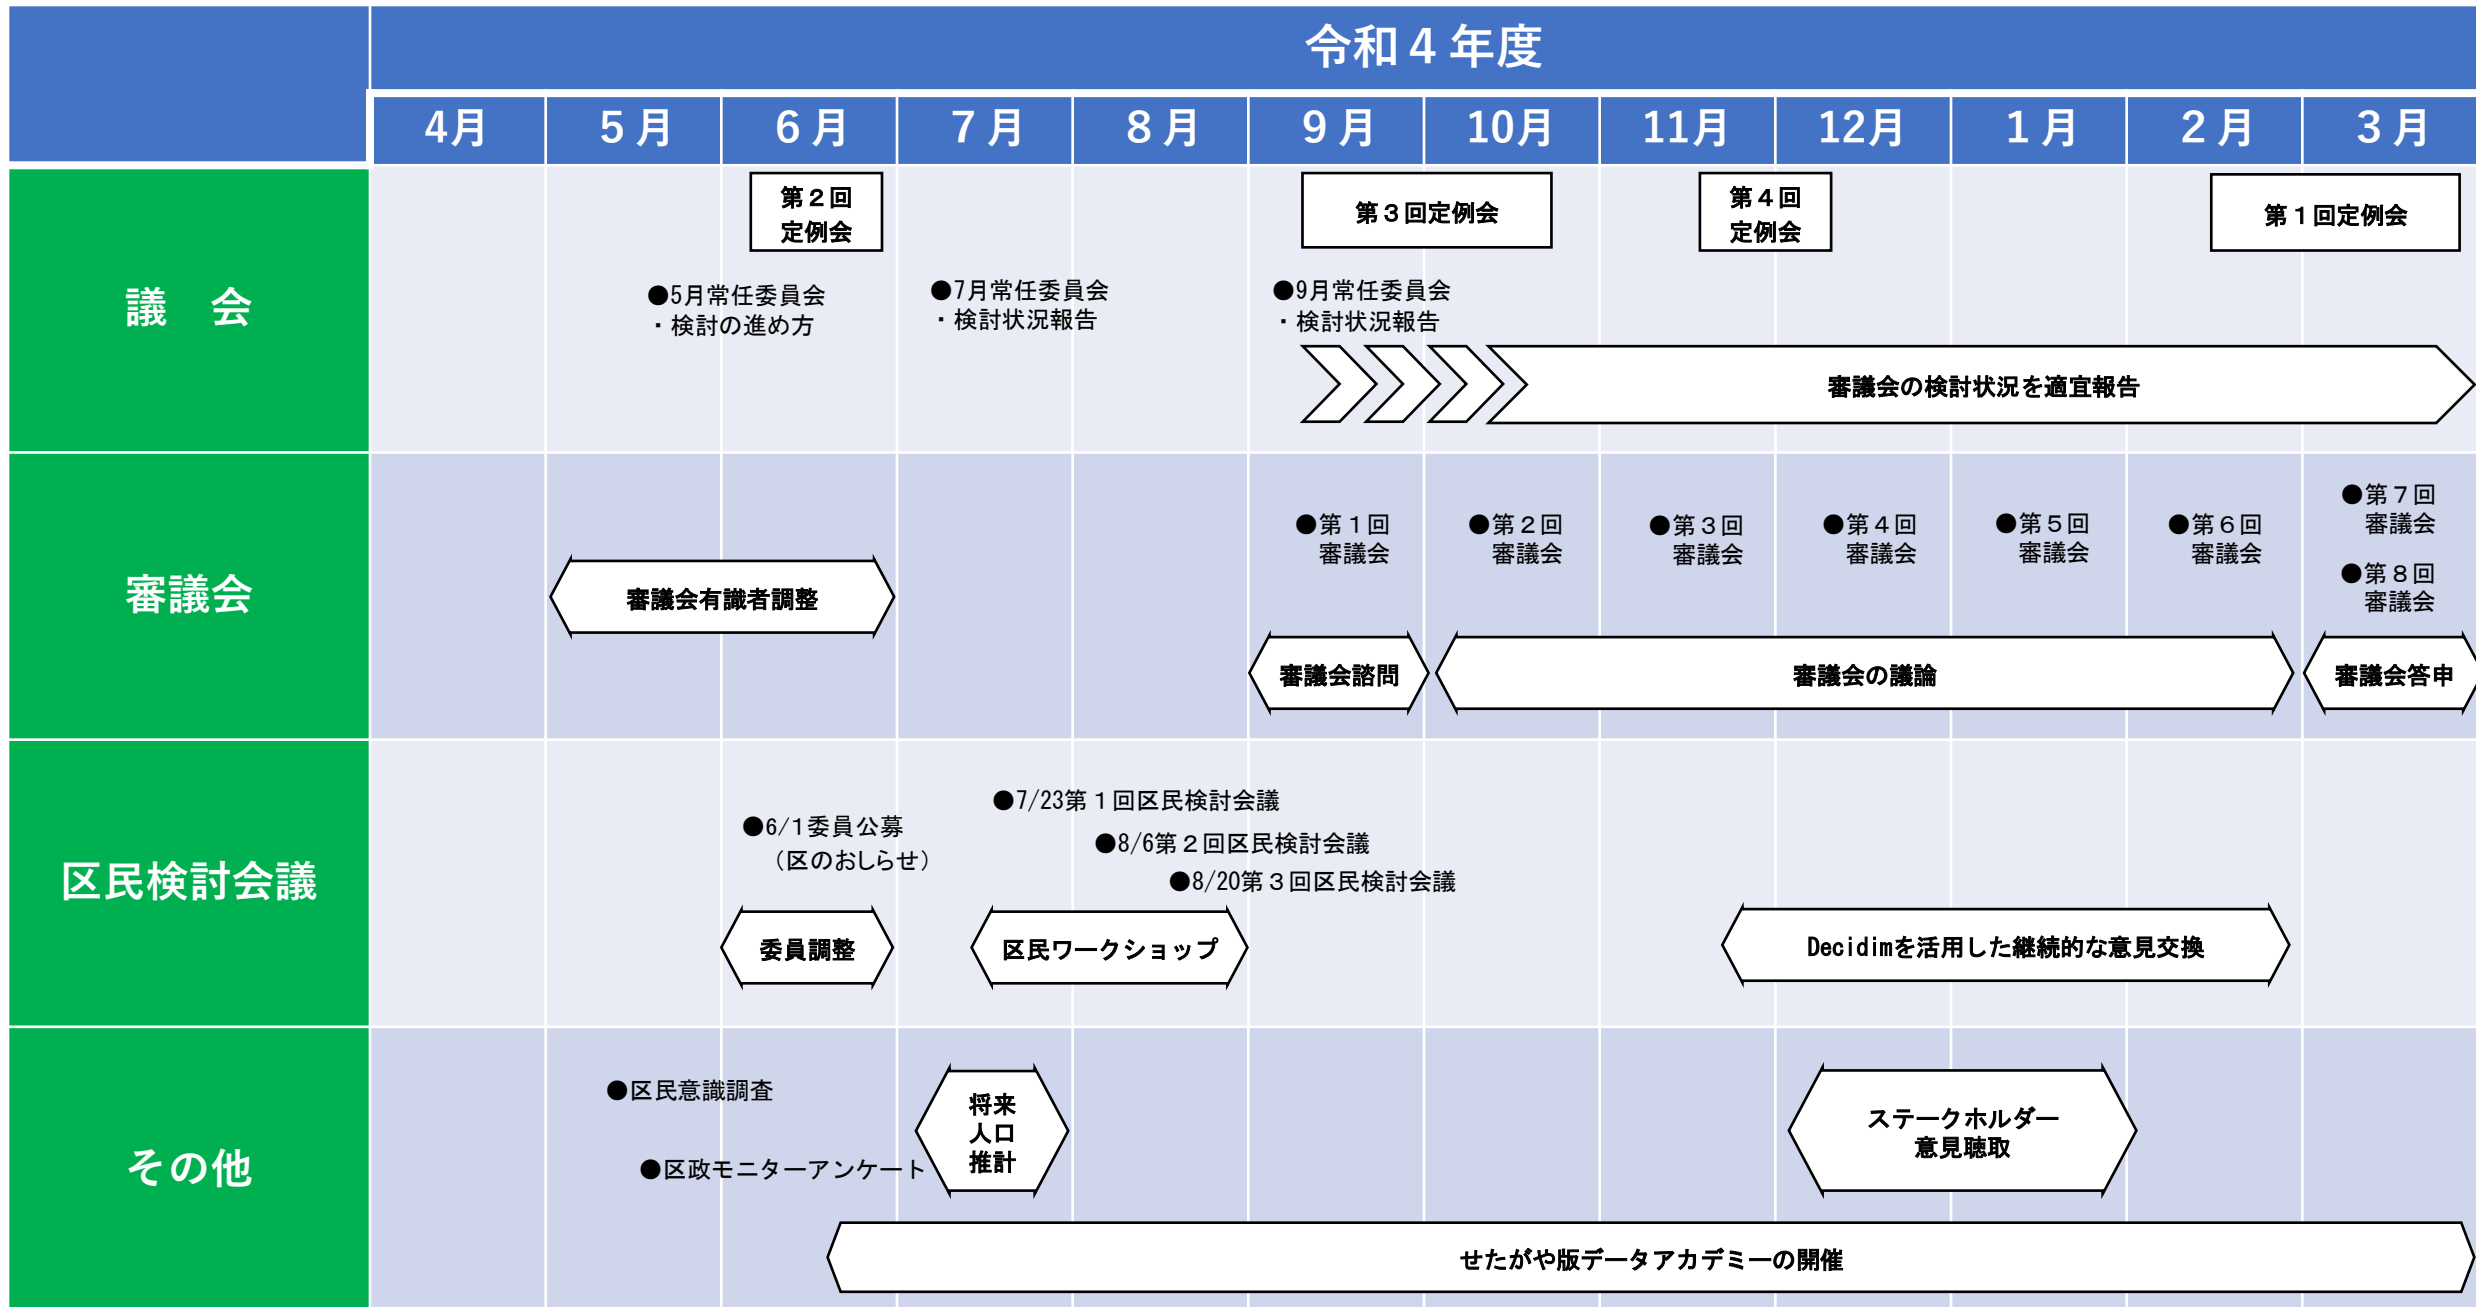 令和４年度
4月
５月
６月
７月
８月
９月
10月
11月
12月
１月
２月
３月
議　会
第２回
定例会
第３回定例会
第４回
定例会
第１回定例会
●5月常任委員会
・検討の進め方
●7月常任委員会
・検討状況報告
●9月常任委員会
・検討状況報告
審議会の検討状況を適宜報告
審議会
●第１回
審議会
●第２回
審議会
●第３回
審議会
●第４回
審議会
●第５回
審議会
●第６回
審議会
●第７回
審議会
●第８回
審議会
審議会有識者調整
審議会諮問
審議会の議論
審議会答申
区民検討会議
●6/1委員公募
（区のおしらせ）
●7/23第１回区民検討会議
●8/6第２回区民検討会議
●8/20第３回区民検討会議
委員調整
区民ワークショップ
Decidimを活用した継続的な意見交換
その他
●区民意識調査
●区政モニターアンケート
将来
人口
推計
ステークホルダー
意見聴取
せたがや版データアカデミーの開催